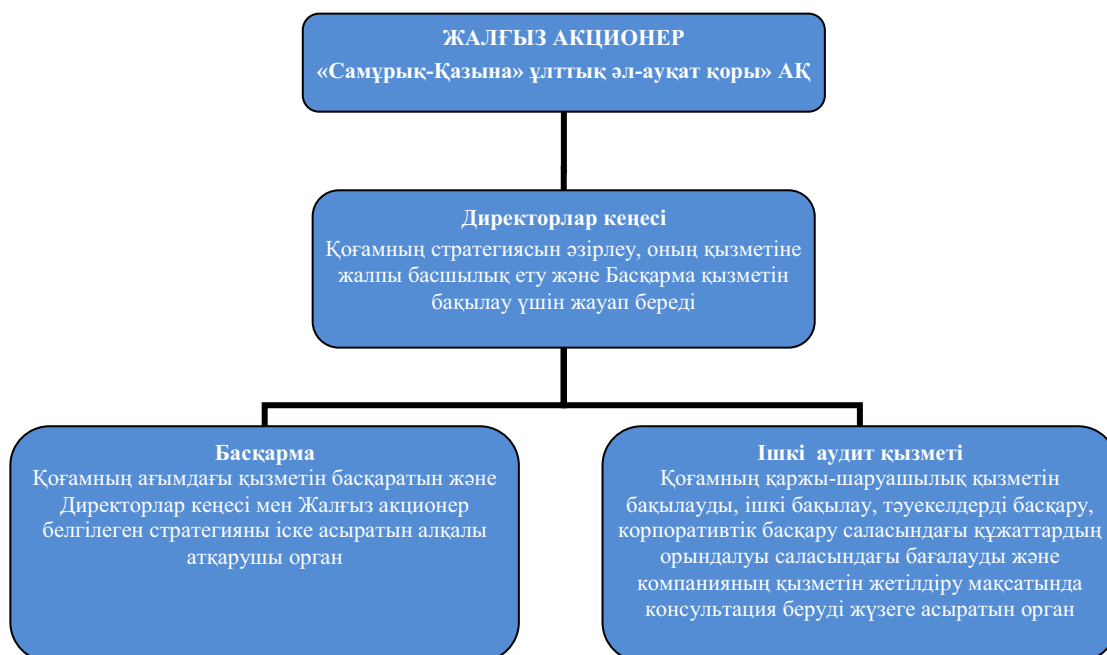 ЖАЛҒЫЗ АКЦИОНЕР
«Самұрық-Қазына» ұлттық әл-ауқат қоры» АҚ
Директорлар кеңесі
Қоғамның стратегиясын әзірлеу, оның қызметіне
жалпы басшылық ету және Басқарма қызметін
бақылау үшін жауап береді
Басқарма
Қоғамның ағымдағы қызметін басқаратын және
Директорлар кеңесі мен Жалғыз акционер
белгілеген стратегияны іске асыратын алқалы
атқарушы орган
Ішкі аудит қызметі
Қоғамның қаржы-шаруашылық қызметін
бақылауды, ішкі бақылау, тәуекелдерді басқару,
корпоративтік басқару саласындағы құжаттардың
орындалуы саласындағы бағалауды және
компанияның қызметін жетілдіру мақсатында
консультация беруді жүзеге асыратын орган